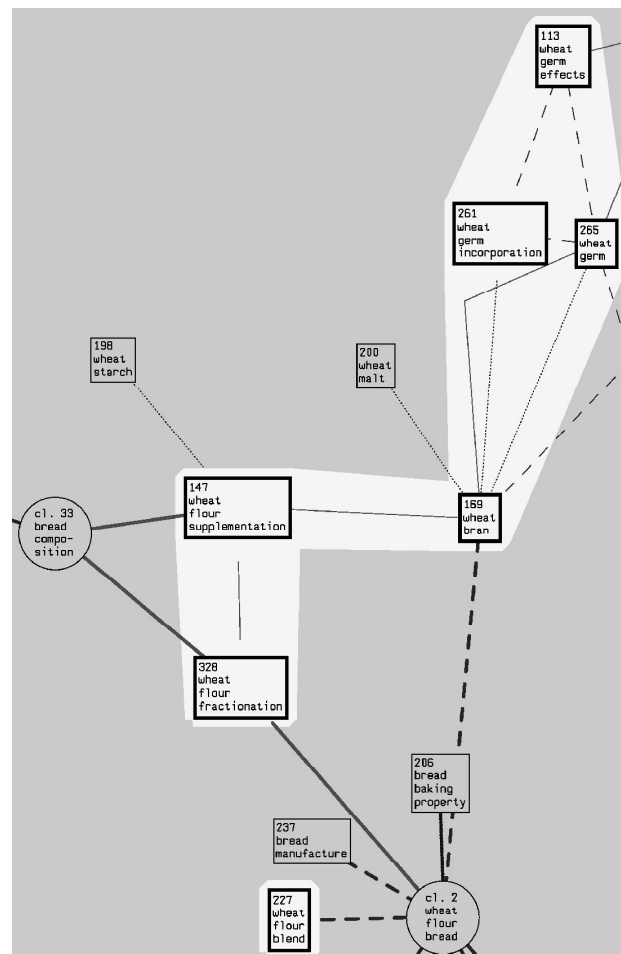 113
wheat
germ
effects
261
wheat
germ
incorporation
265
wheat
germ
198
wheat
starch
200
wheat
malt
147
wheat
flour
supplementation
169
wheat
bran
cl. 33
bread
compo-
sition
328
wheat
flour
fractionation
206
bread
baking
property
237
bread
manufacture
227
wheat
flour
blend
cl. 2
wheat
flour
bread